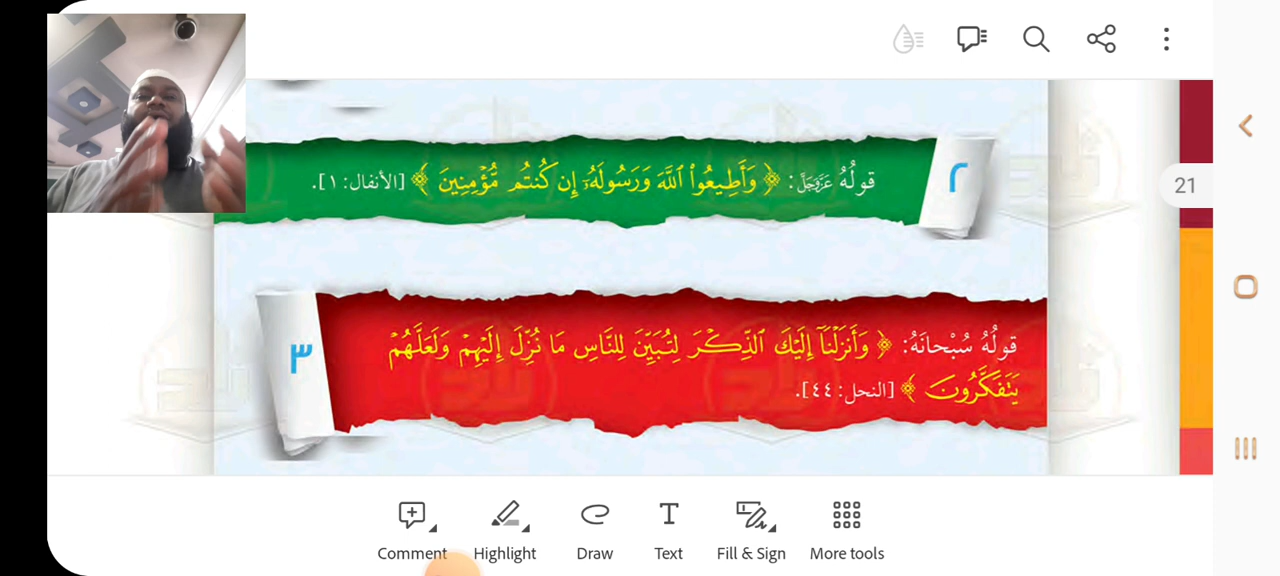 21
٢
قولُهُ عَزَّوَجَلَّ: ﴿ وَأَطِيعُواْ ٱللَّهَ وَرَسُولَهُۥٓ إِن كُنتُم مُّؤۡمِنِينَ ﴾ [الأنفال: ١].
٣
قولُهُ سُبْحانَهُ: ﴿ وَأَنزَلۡنَآ إِلَيۡكَ ٱلذِّكۡرَ لِتُبَيِّنَ لِلنَّاسِ مَا نُزِّلَ إِلَيۡهِمۡ وَلَعَلَّهُمۡ
يَتَفَكَّرُونَ ﴾ [النحل: ٤٤].
Comment Highlight Draw Text Fill & Sign More tools